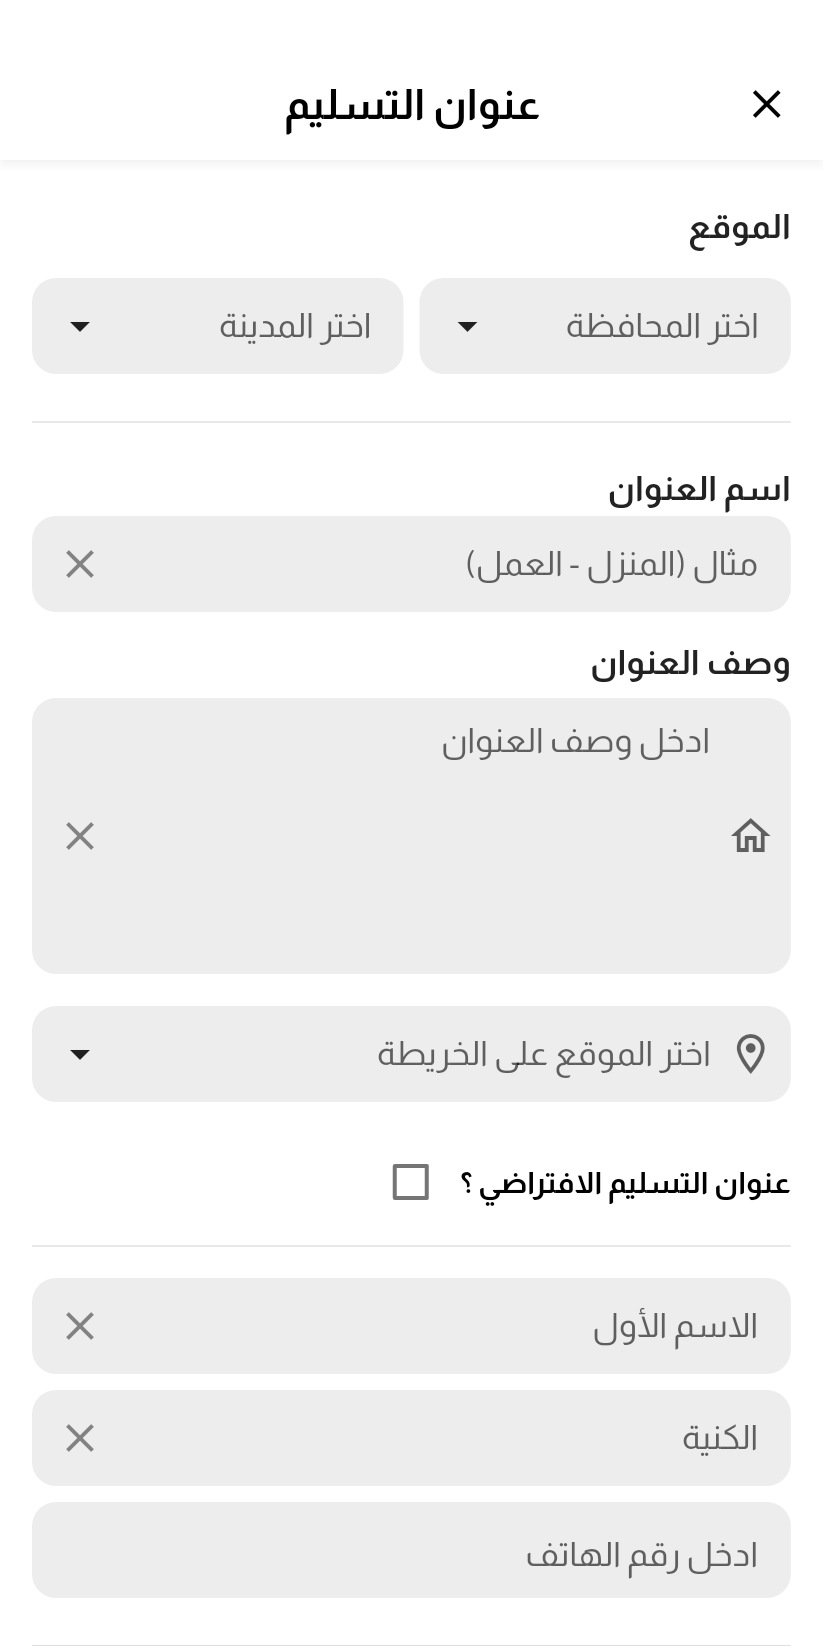 عنوان التسليم
الموقع
اختر المحافظة
اختر المدينة
اسم العنوان
مثال (المنزل - العمل)
وصف العنوان
ادخل وصف العنوان
اختر الموقع على الخريطة
عنوان التسليم الافتراضي ؟
الاسم الأول
الكنية
ادخل رقم الهاتف